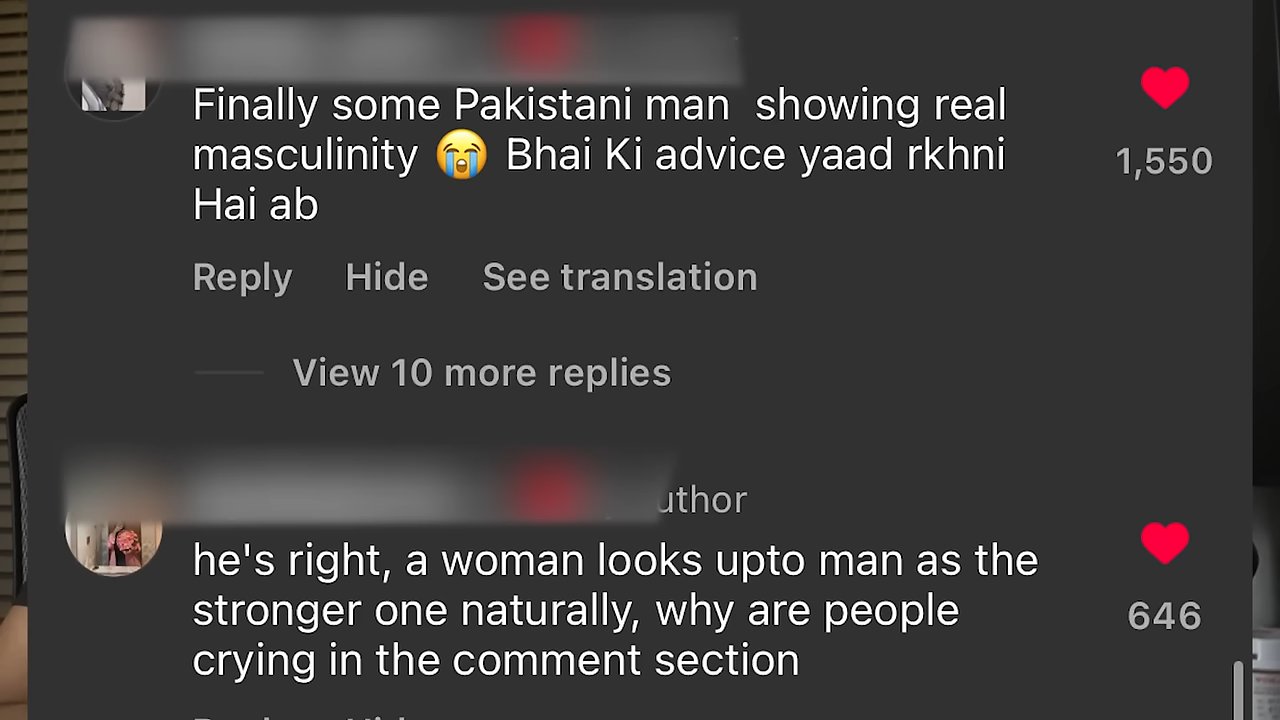 Finally some Pakistani man showing real
masculinity 😭 Bhai Ki advice yaad rkhni
Hai ab
1,550
Reply Hide See translation
View 10 more replies
uthor
he's right, a woman looks upto man as the
stronger one naturally, why are people
crying in the comment section
646